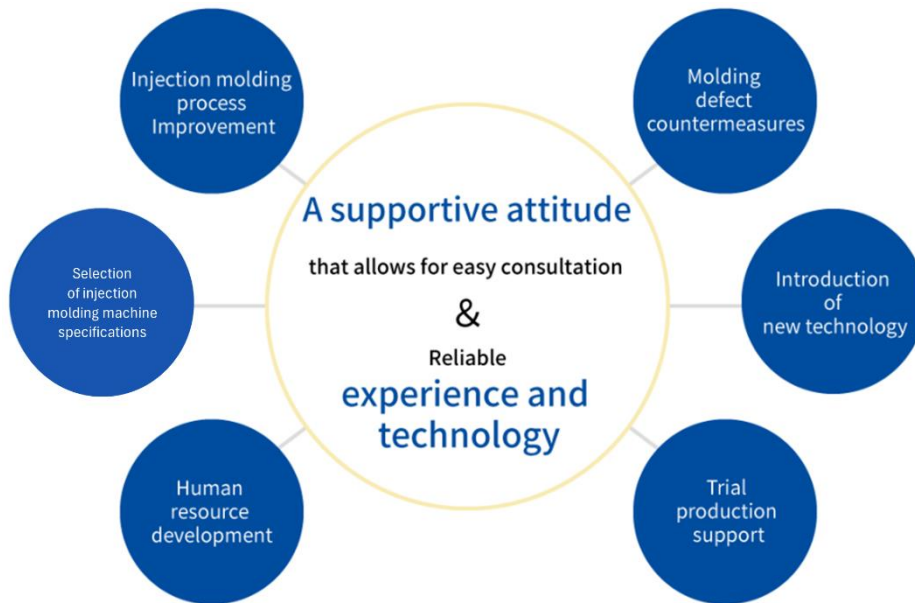 Injection molding
process
Improvement
Molding
defect
countermeasures
A supportive attitude
that allows for easy consultation
&
Reliable
experience and
technology
Selection
of injection
molding machine
specifications
Introduction
of
new technology
Human
resource
development
Trial
production
support